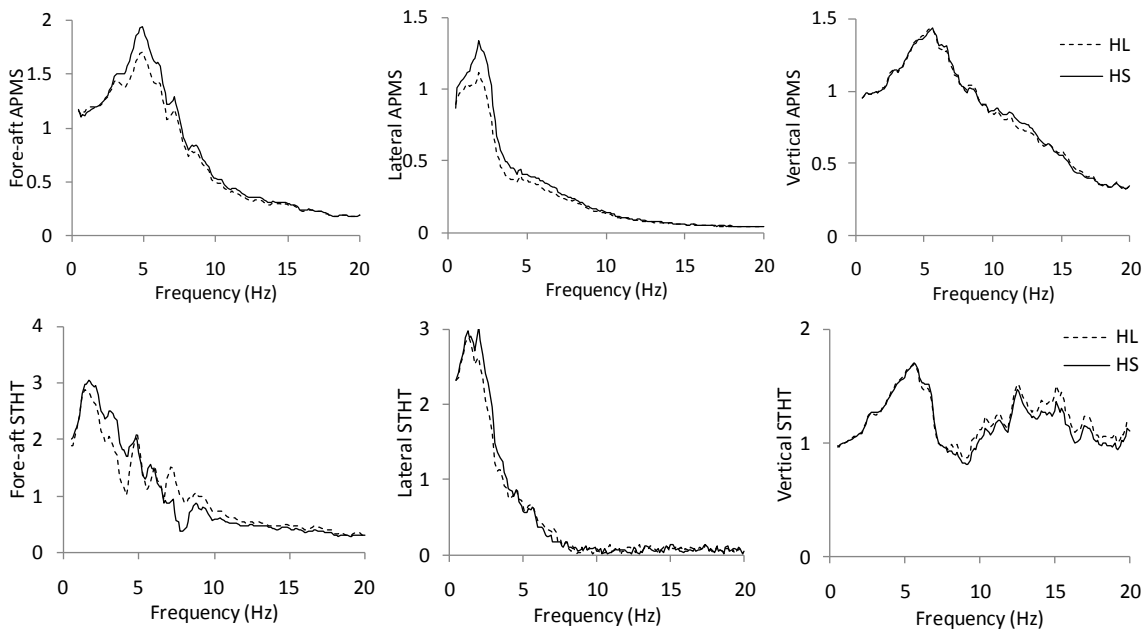 Fore-aft APMS
2
1.5
1
0.5
0
0 5 10 15 20
Frequency (Hz)
Lateral APMS
1.5
1
0.5
0
0 5 10 15 20
Frequency (Hz)
Vertical APMS
1.5
1
0.5
0
0 5 10 15 20
Frequency (Hz)
HL
HS
Fore-aft STHT
4
3
2
1
0
0 5 10 15 20
Frequency (Hz)
Lateral STHT
3
2
1
0
0 5 10 15 20
Frequency (Hz)
Vertical STHT
2
1
0
0 5 10 15 20
Frequency (Hz)
HL
HS